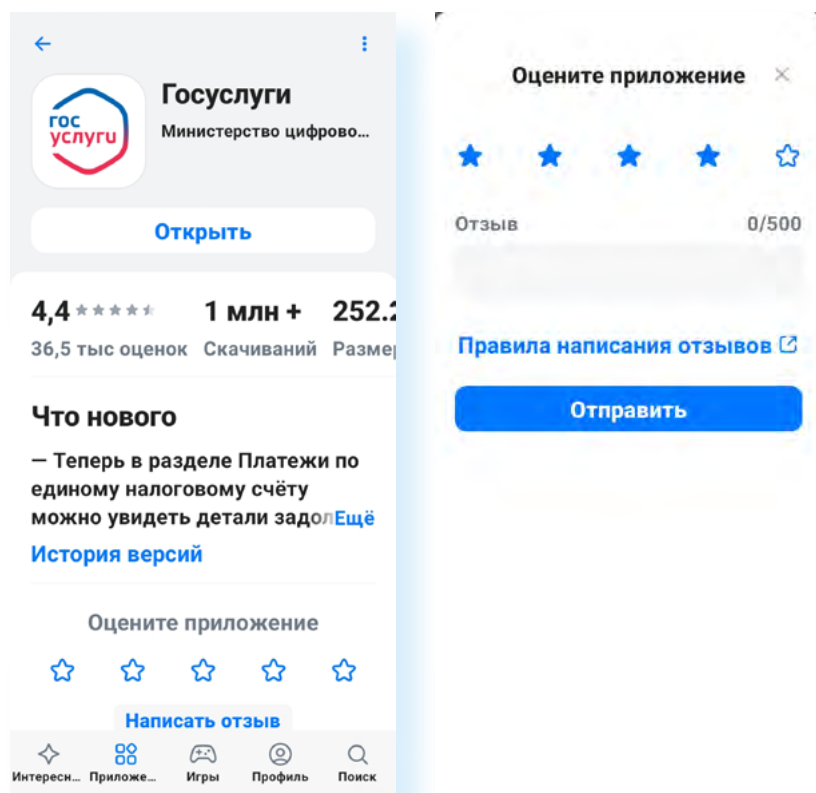 гос
услуги
Госуслуги
Министерство цифрово...
Открыть
4,4
1 млн +
252.2
36,5 тыс оценок
Скачиваний
Разме
Что нового
— Теперь в разделе Платежи по
единому налоговому счёту
можно увидеть детали задол Ещё
История версий
Оцените приложение
Написать отзыв
Интересн...
Приложе...
Игры
Профиль
Поиск
Оцените приложение
Отзыв
0/500
Правила написания отзывов
Отправить